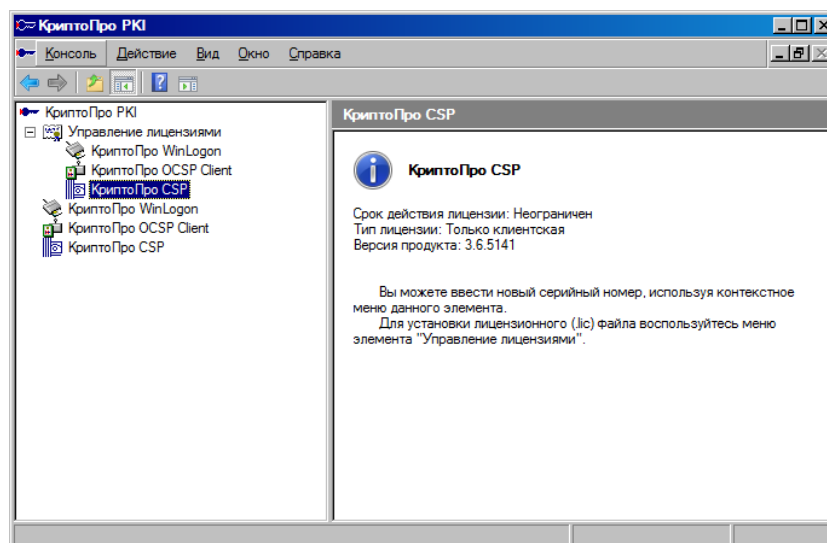 КриптоПро PKI
Консоль Действие Вид Окно Справка
КриптоПро PKI
Управление лицензиями
КриптоПро WinLogon
КриптоПро OCSP Client
КриптоПро CSP
КриптоПро WinLogon
КриптоПро OCSP Client
КриптоПро CSP
КриптоПро CSP
КриптоПро CSP
Срок действия лицензии: Неограничен
Тип лицензии: Только клиентская
Версия продукта: 3.6.5141
Вы можете ввести новый серийный номер, используя контекстное
меню данного элемента.
Для установки лицензионного (.lic) файла воспользуйтесь меню
элемента "Управление лицензиями".